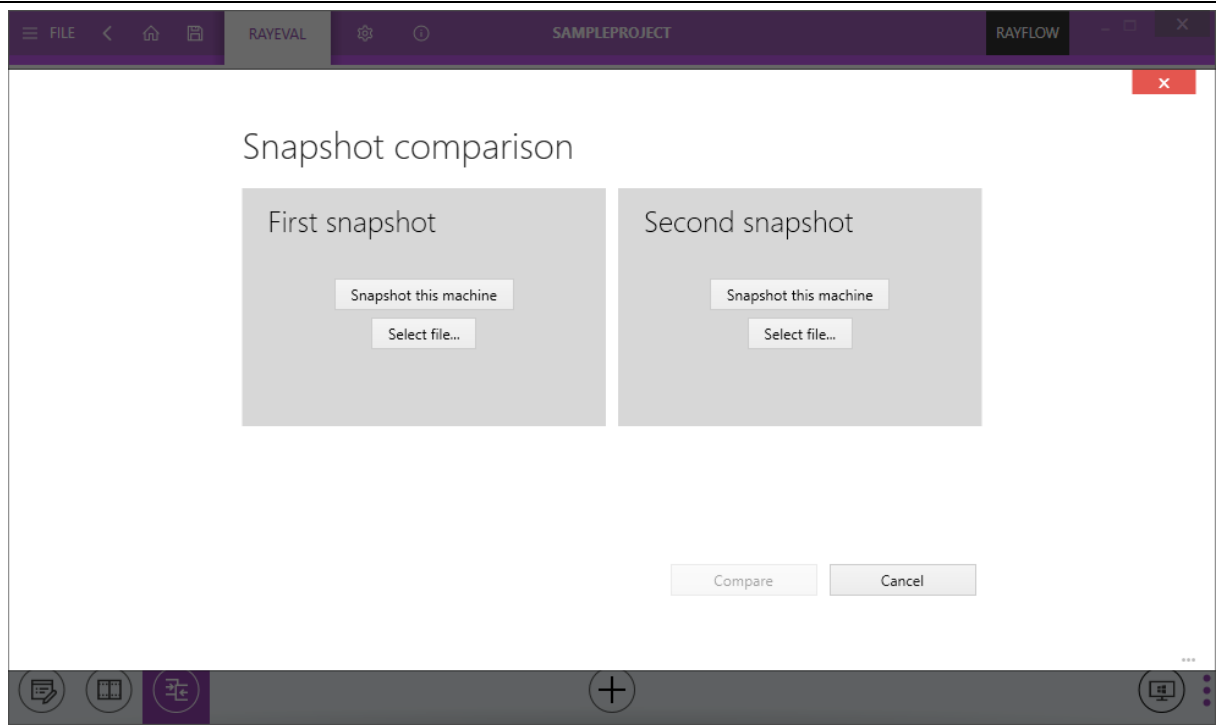 FILE RAYEVAL SAMPLEPROJECT RAYFLOW
Snapshot comparison
First snapshot
Snapshot this machine
Select file...
Second snapshot
Snapshot this machine
Select file...
Compare Cancel